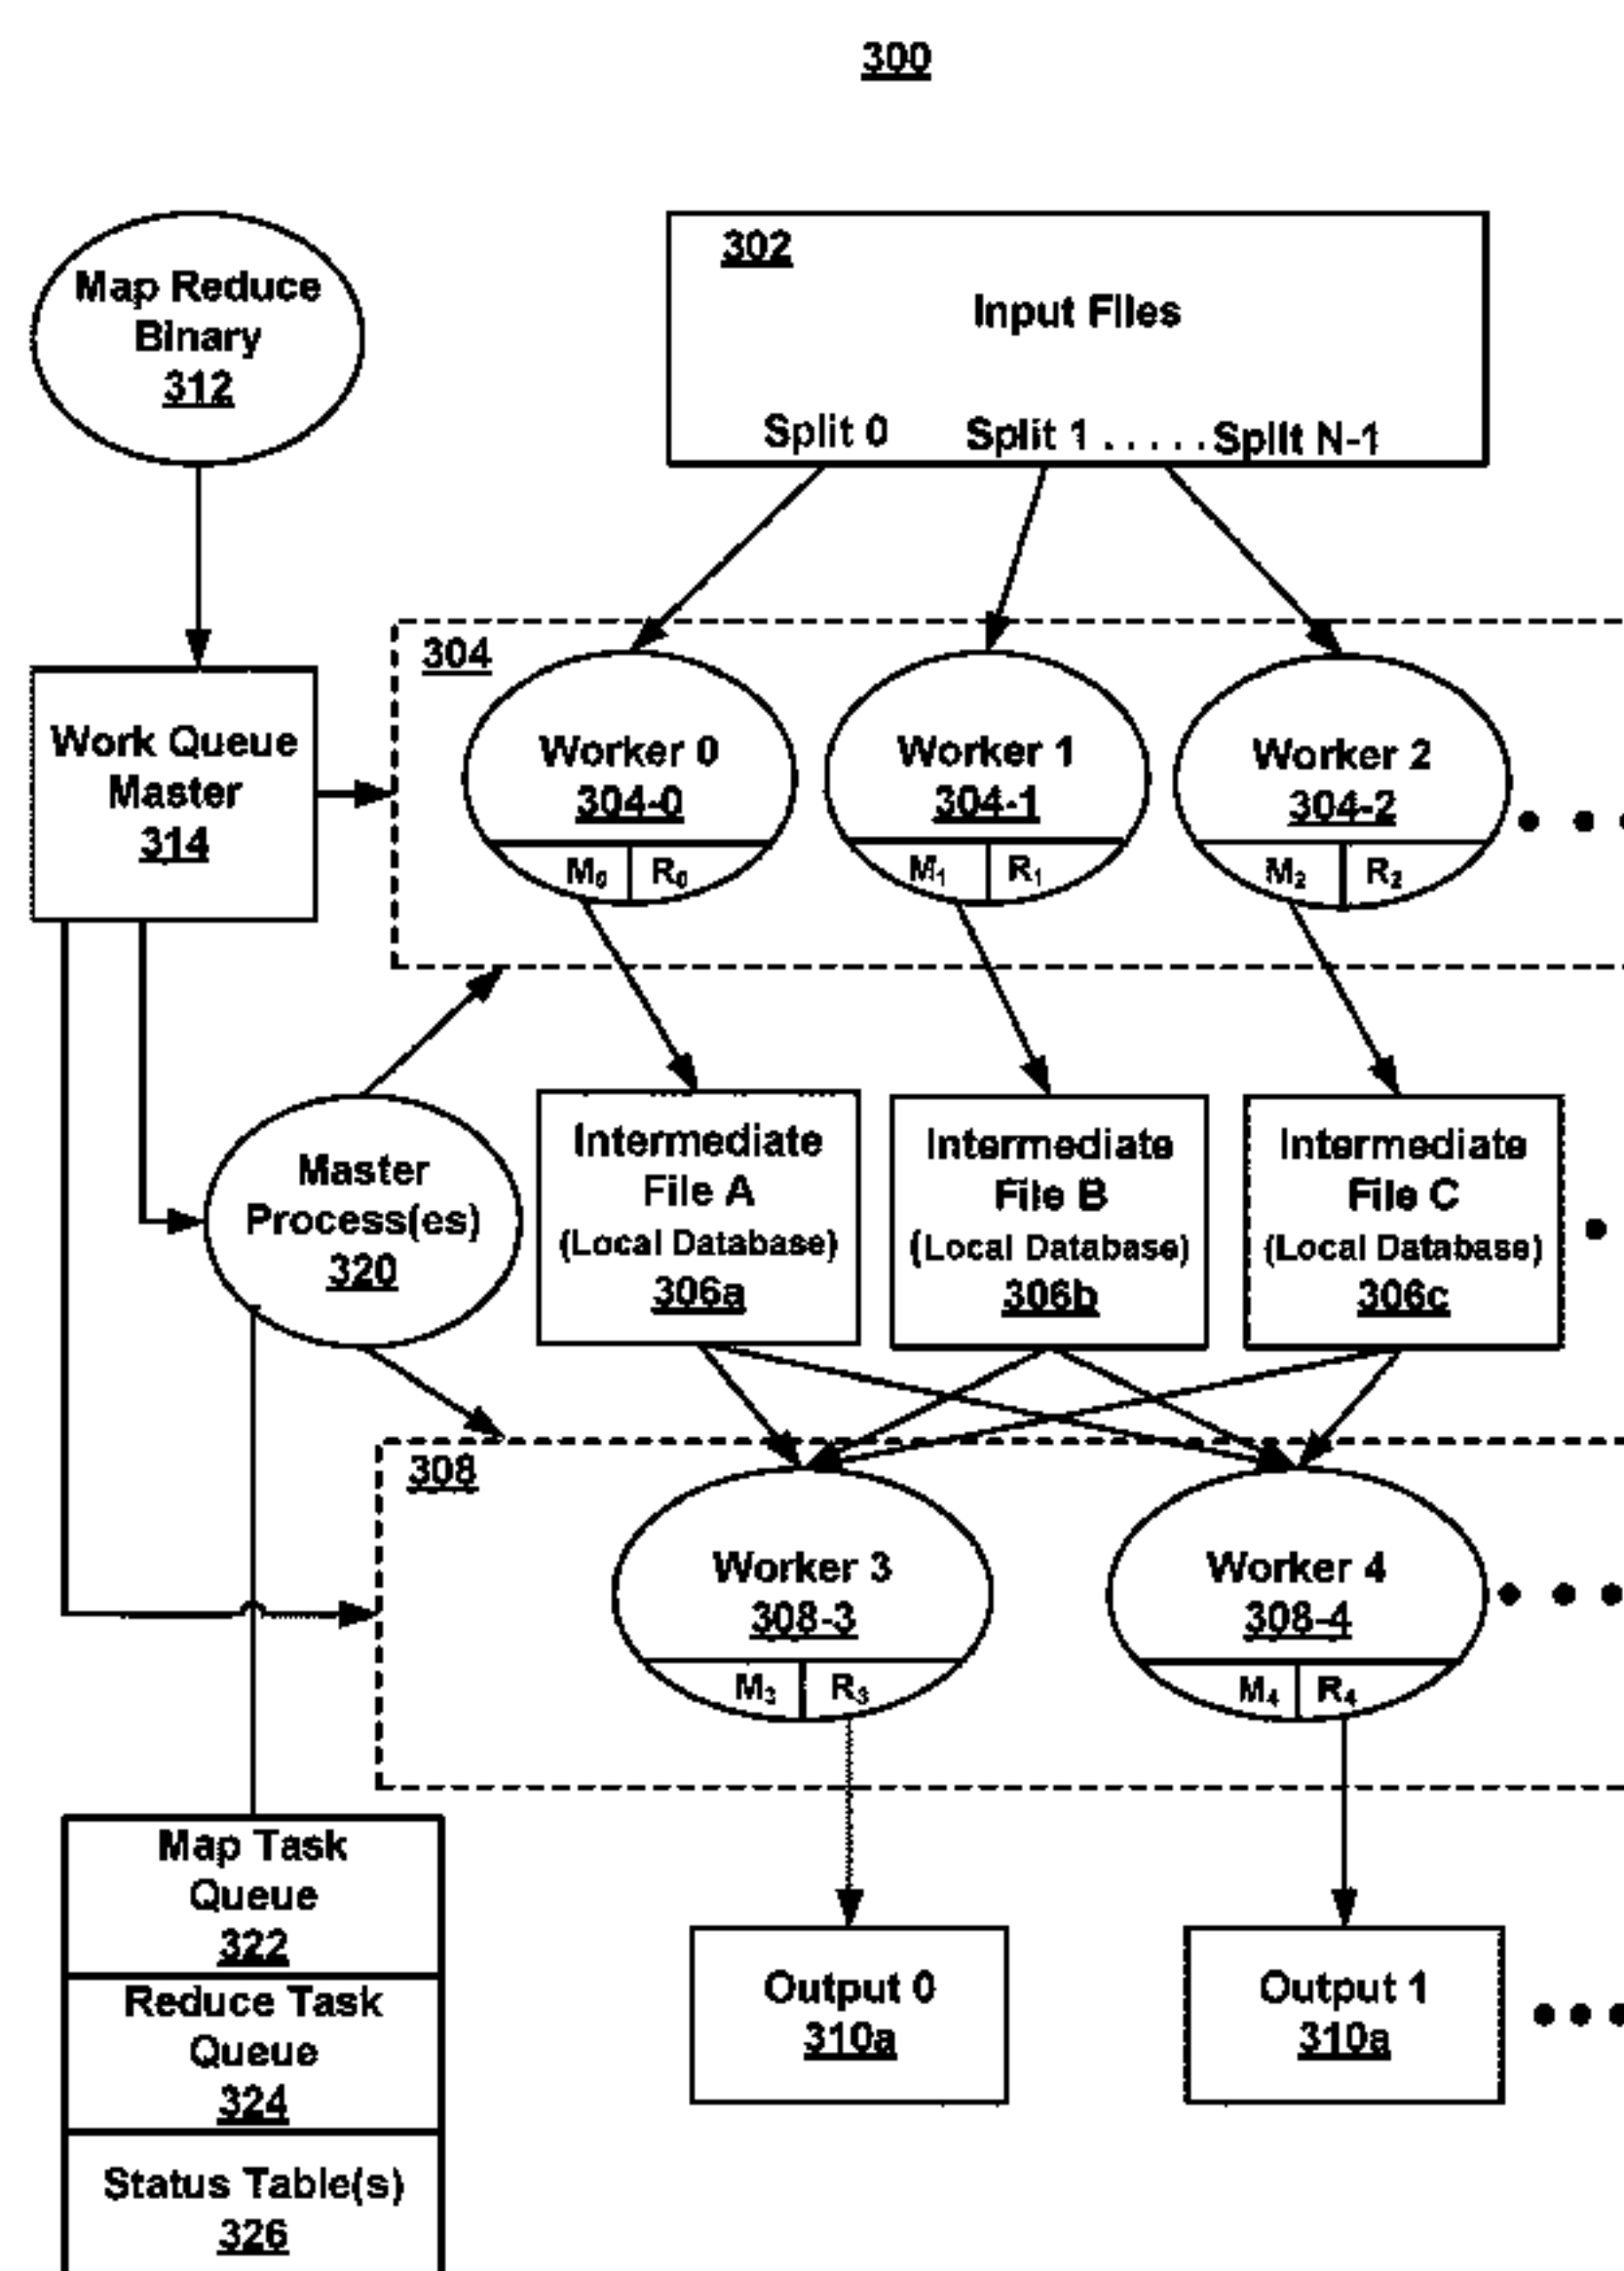 300
Map Reduce
Binary
312
302
Input Files
Split 0 Split 1 . . . . . Split N-1
Work Queue
Master
314
304
Worker 0
304-0
M₀ R₀
Worker 1
304-1
M₁ R₁
Worker 2
304-2
M₂ R₂
Master
Process(es)
320
Intermediate
File A
(Local Database)
306a
Intermediate
File B
(Local Database)
306b
Intermediate
File C
(Local Database)
306c
308
Worker 3
308-3
M₃ R₃
Worker 4
308-4
M₄ R₄
Map Task
Queue
322
Reduce Task
Queue
324
Status Table(s)
326
Output 0
310a
Output 1
310a